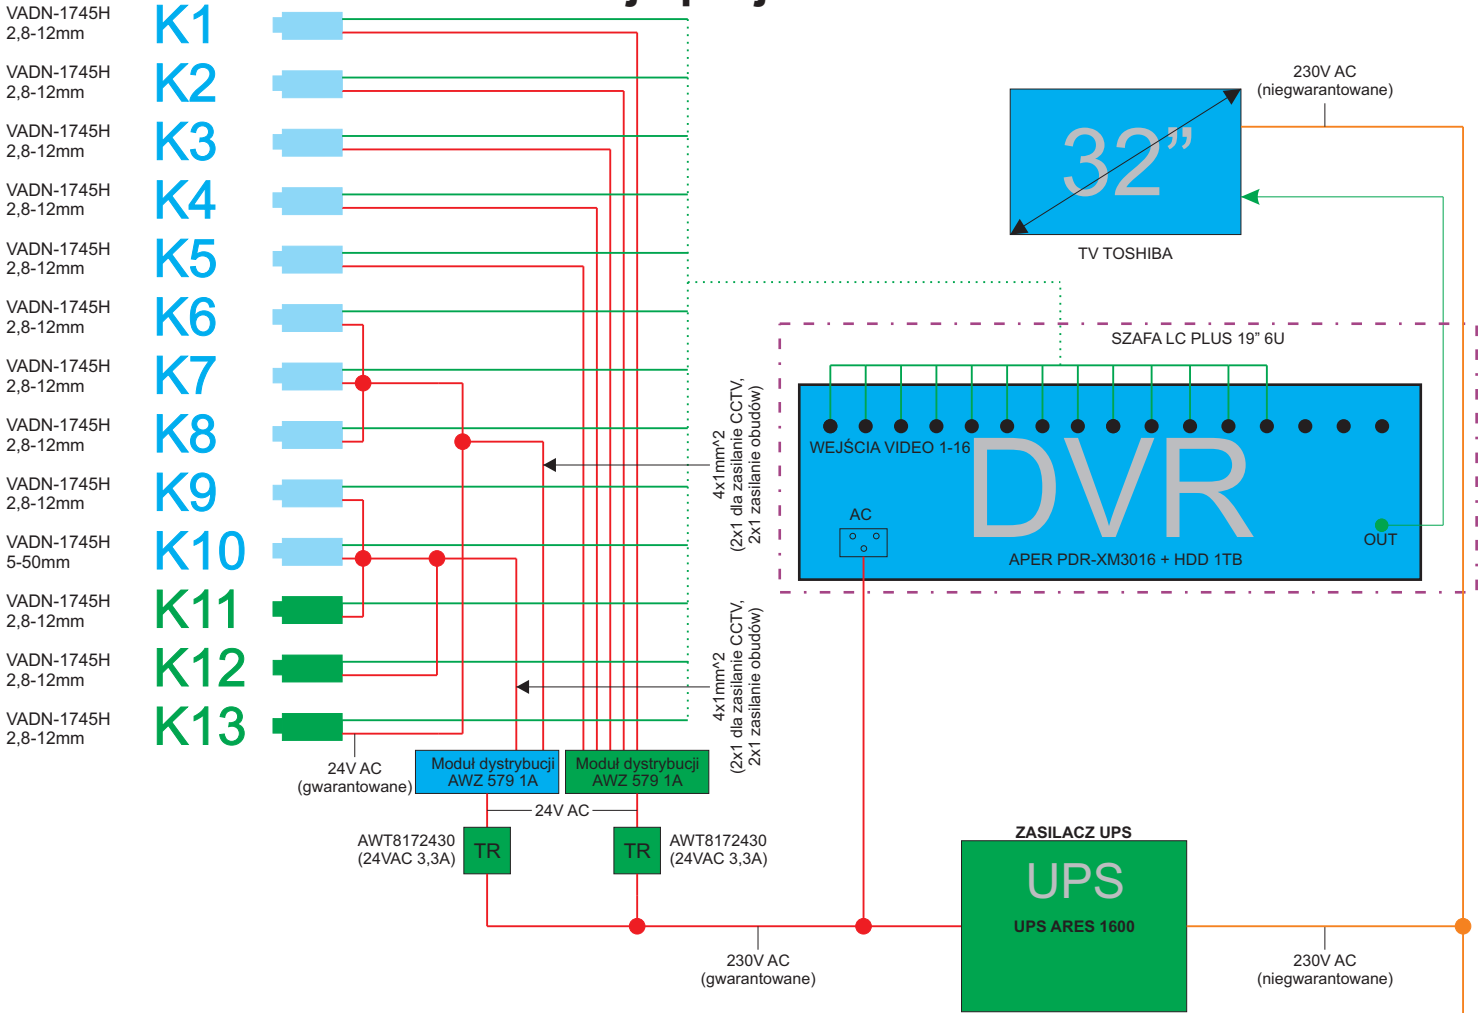 VADN-1745H
2,8-12mm
K1
VADN-1745H
2,8-12mm
K2
VADN-1745H
2,8-12mm
K3
VADN-1745H
2,8-12mm
K4
VADN-1745H
2,8-12mm
K5
VADN-1745H
2,8-12mm
K6
VADN-1745H
2,8-12mm
K7
VADN-1745H
2,8-12mm
K8
VADN-1745H
2,8-12mm
K9
VADN-1745H
5-50mm
K10
VADN-1745H
2,8-12mm
K11
VADN-1745H
2,8-12mm
K12
VADN-1745H
2,8-12mm
K13
230V AC
(niegwarantowane)
32”
TV TOSHIBA
SZAFA LC PLUS 19” 6U
WEJŚCIA VIDEO 1-16
DVR
AC
OUT
APER PDR-XM3016 + HDD 1TB
4x1mm^2
(2x1 dla zasilanie CCTV,
2x1 zasilanie obudów)
4x1mm^2
(2x1 dla zasilanie CCTV,
2x1 zasilanie obudów)
24V AC
(gwarantowane)
Moduł dystrybucji
AWZ 579 1A
Moduł dystrybucji
AWZ 579 1A
24V AC
AWT8172430
(24VAC 3,3A)
TR
TR
AWT8172430
(24VAC 3,3A)
ZASILACZ UPS
UPS
UPS ARES 1600
230V AC
(gwarantowane)
230V AC
(niegwarantowane)